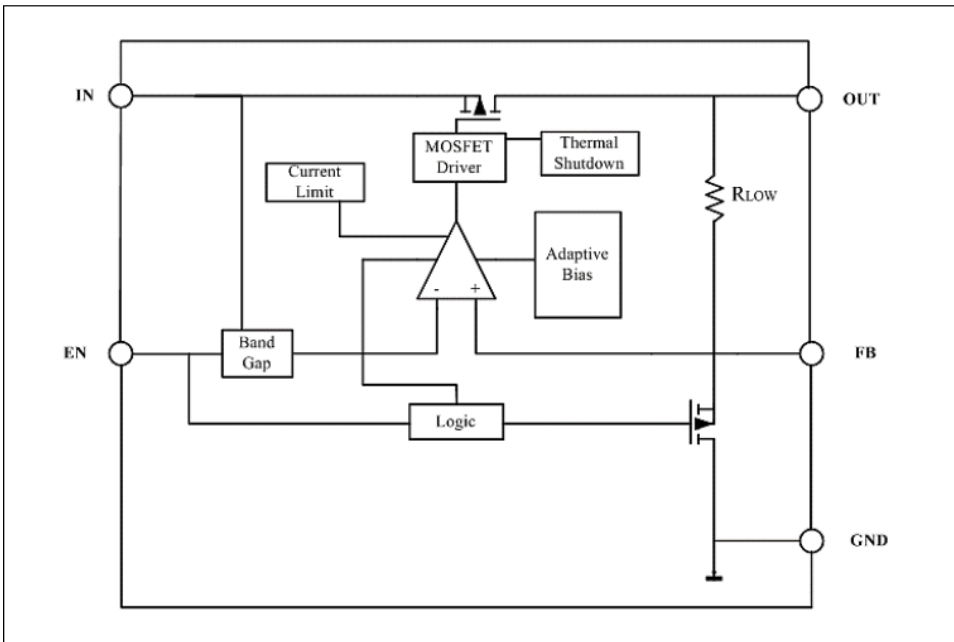 IN
OUT
MOSFET
Driver
Thermal
Shutdown
Current
Limit
RLOW
Adaptive
Bias
- +
EN
Band
Gap
FB
Logic
GND